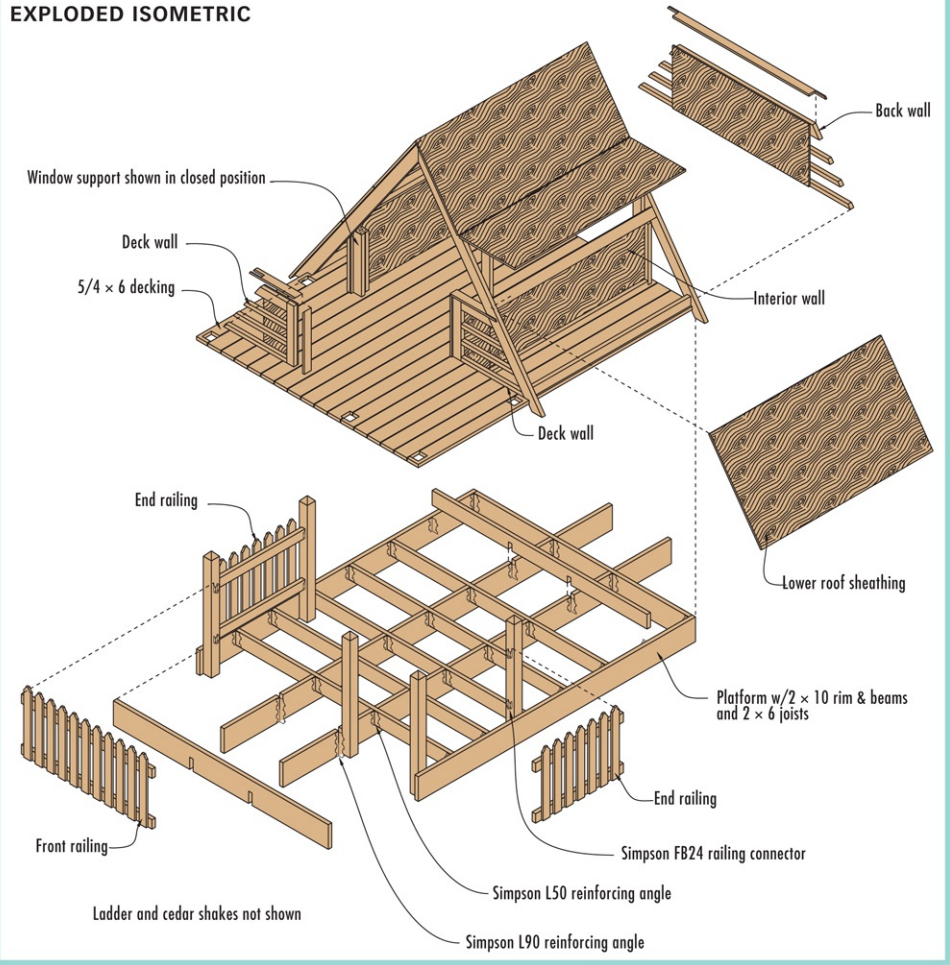 EXPLODED ISOMETRIC
Back wall
Window support shown in closed position
Deck wall
5/4 × 6 decking
Interior wall
Deck wall
End railing
Lower roof sheathing
Platform w/2 × 10 rim & beams
and 2 × 6 joists
End railing
Front railing
Simpson FB24 railing connector
Simpson L50 reinforcing angle
Ladder and cedar shakes not shown
Simpson L90 reinforcing angle